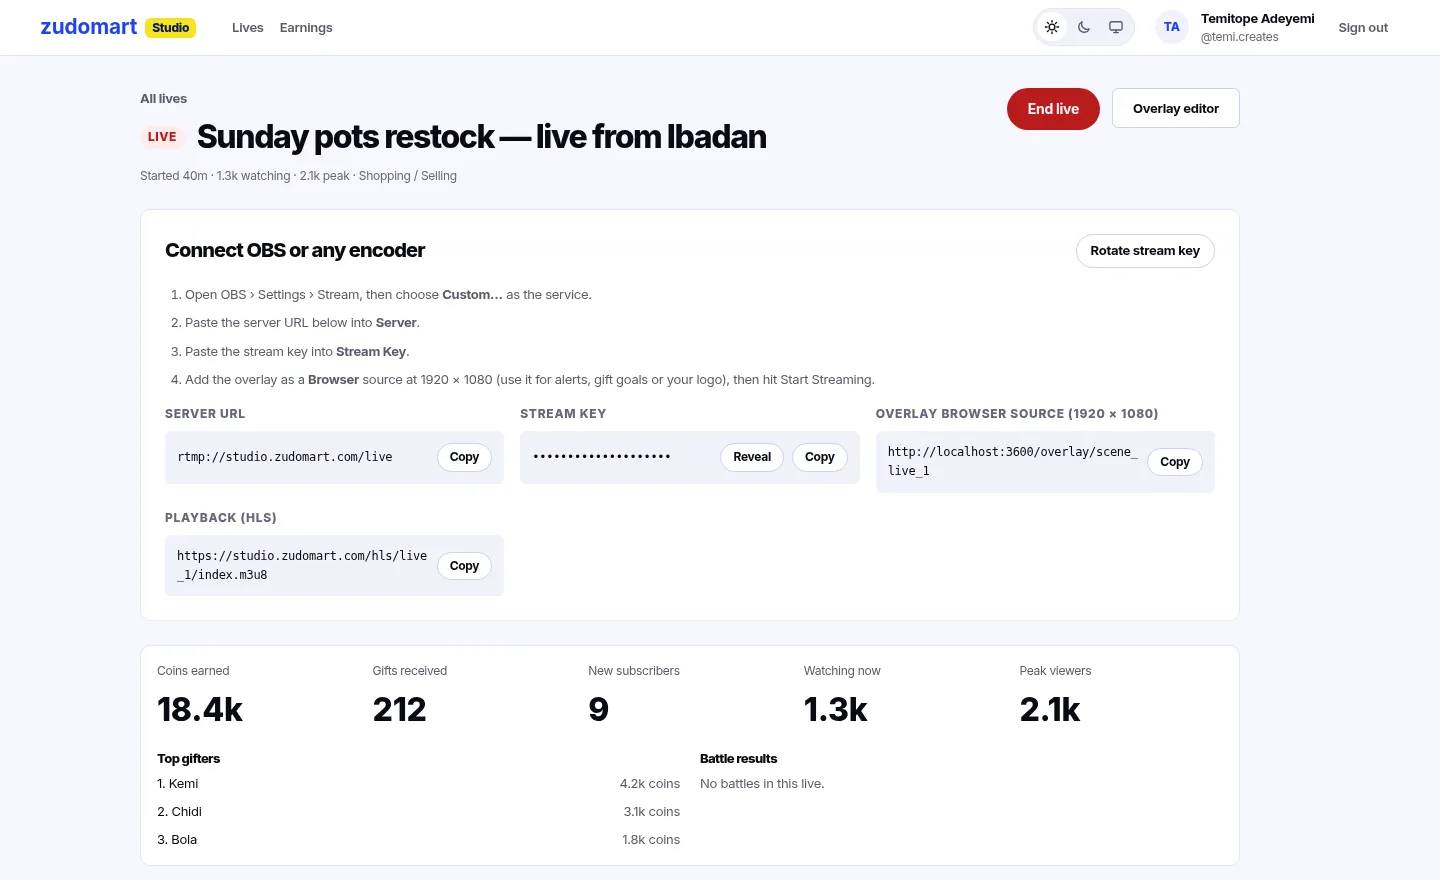 zudomart Studio Lives Earnings TA Temitope Adeyemi Sign out
@temi.creates
All lives
End live Overlay editor
LIVE Sunday pots restock — live from Ibadan
Started 40m · 1.3k watching · 2.1k peak · Shopping / Selling
Connect OBS or any encoder Rotate stream key
1. Open OBS › Settings › Stream, then choose Custom... as the service.
2. Paste the server URL below into Server.
3. Paste the stream key into Stream Key.
4. Add the overlay as a Browser source at 1920 × 1080 (use it for alerts, gift goals or your logo), then hit Start Streaming.
SERVER URL
rtmp://studio.zudomart.com/live Copy
STREAM KEY
••••••••••••••••••••  Reveal Copy
OVERLAY BROWSER SOURCE (1920 × 1080)
http://localhost:3600/overlay/scene_
live_1
Copy
PLAYBACK (HLS)
https://studio.zudomart.com/hls/live
_1/index.m3u8
Copy
Coins earned
18.4k
Gifts received
212
New subscribers
9
Watching now
1.3k
Peak viewers
2.1k
Top gifters
1. Kemi 4.2k coins
2. Chidi 3.1k coins
3. Bola 1.8k coins
Battle results
No battles in this live.